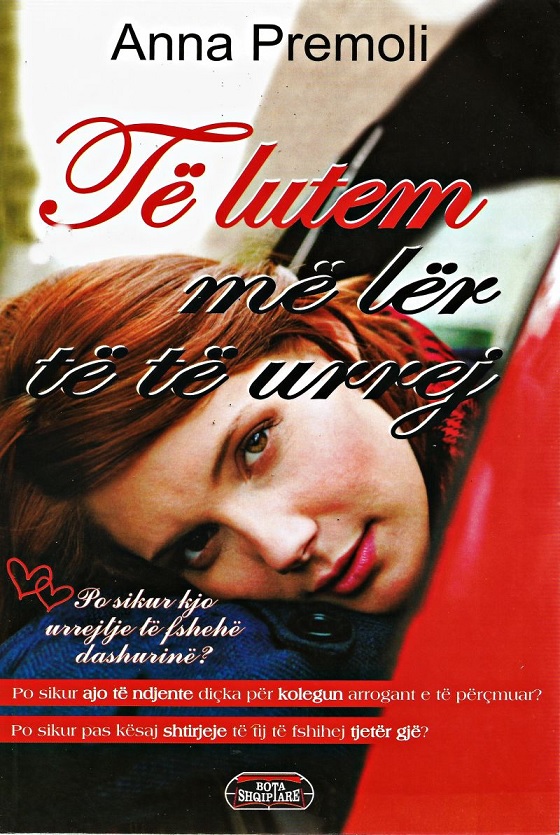 Anna Premoli
Të lutem
më lër
të të urrej
Po sikur kjo
urrejtje të fshehë
dashurinë?
Po sikur ajo të ndjente diçka për kolegun arrogant e të përçmuar?
Po sikur pas kësaj shtirjeje të tij të fshihej tjetër gjë?
BOTA
SHQIPTARE